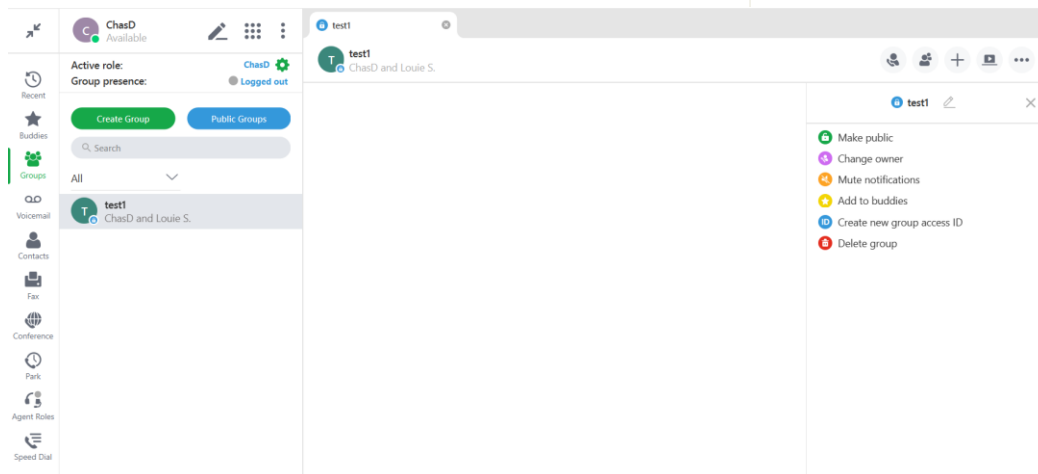 C
ChasD
Available
Active role:
ChasD
Group presence:
Logged out
Recent
Buddies
Groups
Voicemail
Contacts
Fax
Conference
Park
Agent Roles
Speed Dial
Create Group
Public Groups
Search
All
T
test1
ChasD and Louie S.
test1
T
test1
ChasD and Louie S.
test1
Make public
Change owner
Mute notifications
Add to buddies
ID
Create new group access ID
Delete group